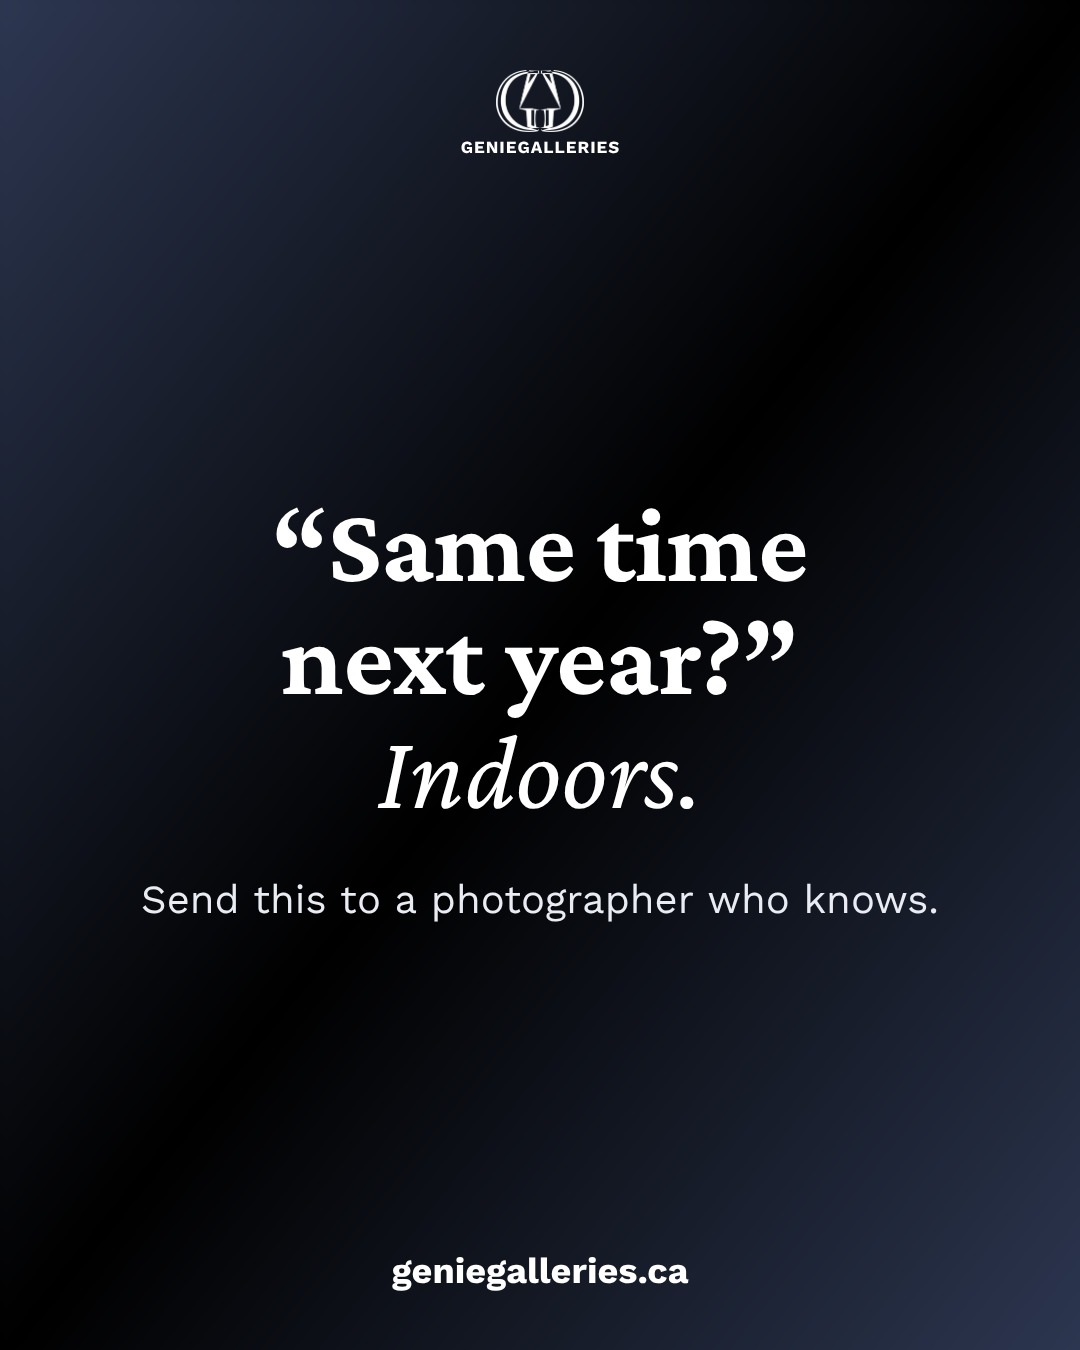 GENIEGALLERIES
“Same time
next year?”
Indoors.
Send this to a photographer who knows.
geniegalleries.ca